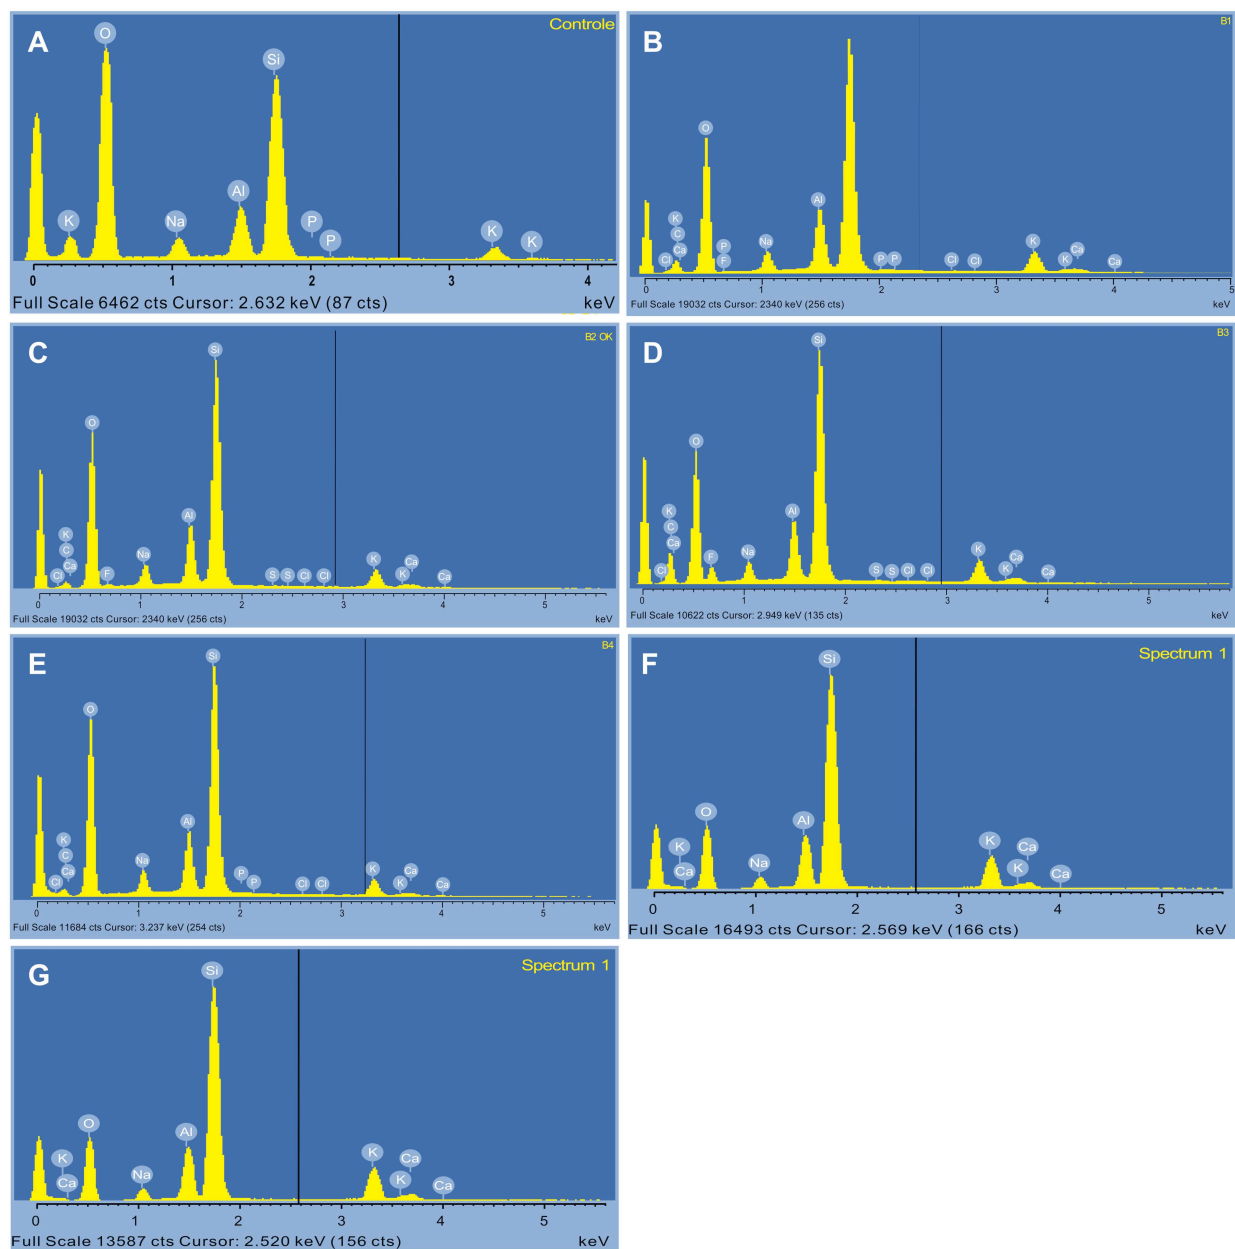 A
Controle
O
Si
K
Na
Al
P
P
K
K
0 1 2 3 4
Full Scale 6462 cts Cursor: 2.632 keV (87 cts) keV
B
B1
O
K
C
Cl
Ca
P
F
Na
Al
P
P
Cl
Cl
K
K
Ca
Ca
0 1 2 3 4 5
keV
Full Scale 19032 cts Cursor: 2340 keV (256 cts)
C
B2 OK
Si
O
K
C
Cl
Ca
F
Na
Al
S
S
Cl
Cl
K
K
Ca
Ca
0 1 2 3 4 5
Full Scale 19032 cts Cursor: 2340 keV (256 cts) keV
D
B3
Si
O
K
C
Cl
Ca
F
Na
Al
S
S
Cl
Cl
K
K
Ca
Ca
0 1 2 3 4 5
Full Scale 10622 cts Cursor: 2.949 keV (135 cts) keV
E
B4
Si
O
K
C
Cl
Ca
Na
Al
P
P
Cl
Cl
K
K
Ca
Ca
0 1 2 3 4 5
Full Scale 11684 cts Cursor: 3.237 keV (254 cts) keV
F
Spectrum 1
Si
O
K
Ca
Na
Al
K
K
Ca
Ca
0 1 2 3 4 5
Full Scale 16493 cts Cursor: 2.569 keV (166 cts) keV
G
Spectrum 1
Si
O
K
Ca
Na
Al
K
K
Ca
Ca
0 1 2 3 4 5
Full Scale 13587 cts Cursor: 2.520 keV (156 cts) keV